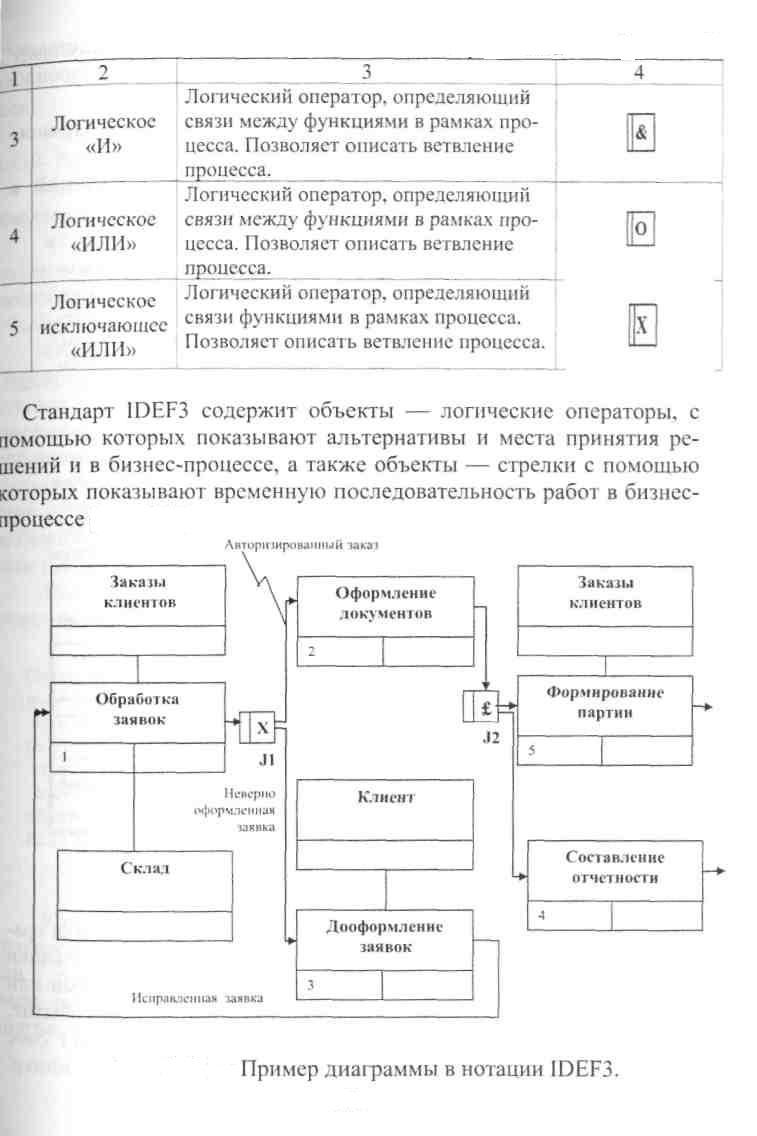 1 2 3 4
3 Логическое «И» Логический оператор, определяющий
связи между функциями в рамках про-
цесса. Позволяет описать ветвление
процесса. &
4 Логическое «ИЛИ» Логический оператор, определяющий
связи между функциями в рамках про-
цесса. Позволяет описать ветвление
процесса. O
5 Логическое исключающее «ИЛИ» Логический оператор, определяющий
связи функциями в рамках процесса.
Позволяет описать ветвление процесса. X
Стандарт IDEF3 содержит объекты — логические операторы, с
помощью которых показывают альтернативы и места принятия ре-
шений и в бизнес-процессе, а также объекты — стрелки с помощью
которых показывают временную последовательность работ в бизнес-
процессе
Авторизированный заказ
Заказы
клиентов
Оформление
документов
2
Заказы
клиентов
Обработка
заявок
1
X
J1
£
J2
Формирование
партии
5
Неверно
оформленная
заявка
Клиент
Склад
Составление
отчетности
4
Дооформление
заявок
3
Исправленная заявка
Пример диаграммы в нотации IDEF3.